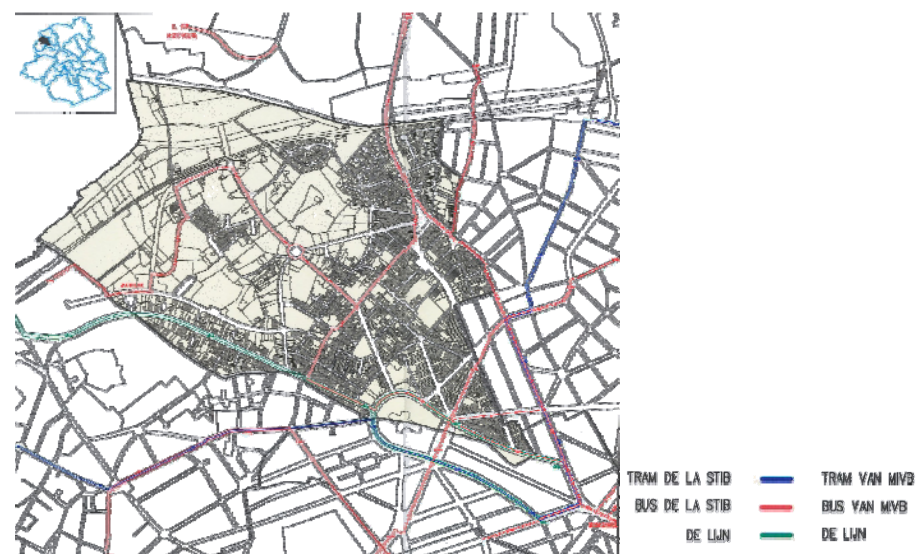 TRAM DE LA STIB TRAM VAN MIVB
BUS DE LA STIB BUS VAN MIVB
DE LIJN DE LIJN